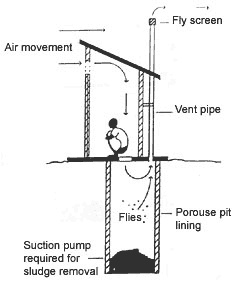 Fly screen
Air movement
Vent pipe
Flies
Porouse pit
lining
Suction pump
required for
sludge removal